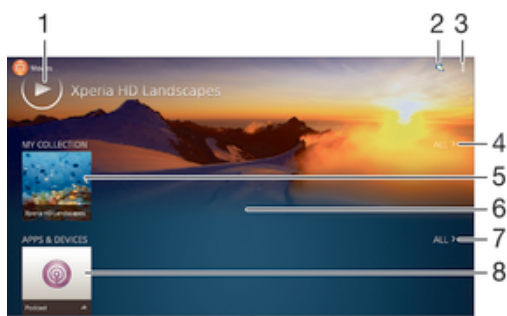 1 2 3
Movies
Xperia HD Landscapes
MY COLLECTION
ALL > 4
5
Xperia HD Landscapes
6
APPS & DEVICES
ALL > 7
8
Podcast